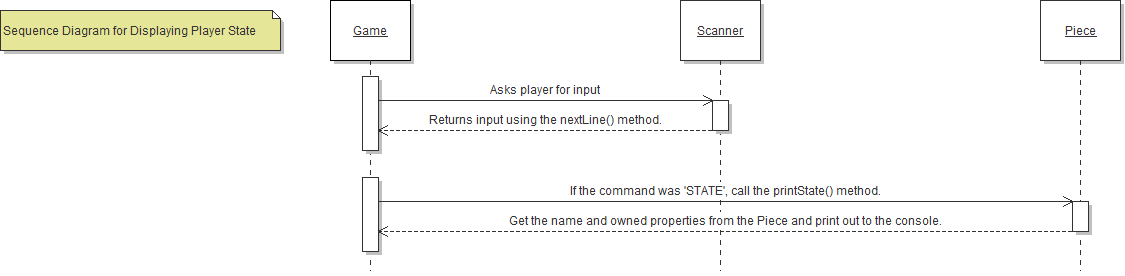 Sequence Diagram for Displaying Player State
Game
Scanner
Piece
Asks player for input
Returns input using the nextLine() method.
If the command was 'STATE', call the printState() method.
Get the name and owned properties from the Piece and print out to the console.